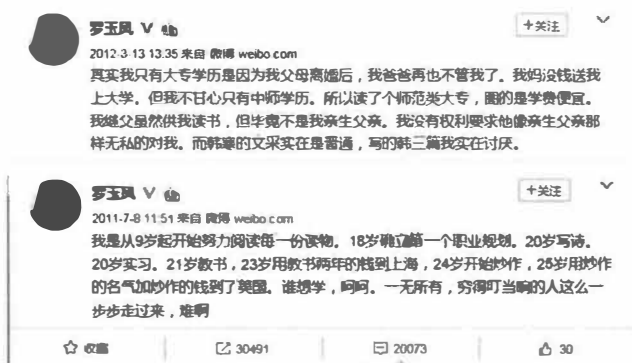 罗玉凤 V
+关注
2012-3-13 13:35 来自 微博 weibo.com
其实我只有大专学历是因为我父母离婚后，我爸爸再也不管我了。我妈没钱送我
上大学。但我不甘心只有中师学历。所以读了个师范类大专，图的是学费便宜。
我继父虽然供我读书，但毕竟不是我亲生父亲。我没有权利要求他像亲生父亲那
样无私的对我。而韩寒的文采实在是普通，写的韩三篇我实在讨厌。
罗玉凤 V
+关注
2011-7-8 11:51 来自 微博 weibo.com
我是从9岁起开始努力阅读每一份读物。18岁确立第一个职业规划。20岁写诗。
20岁实习。21岁教书，23岁用教书两年的钱到上海，24岁开始炒作，25岁用炒作
的名气加炒作的钱到了美国。谁想学，呵呵。一无所有，穷得叮当响的人这么一
步步走过来，难啊
收藏
30491
20073
30